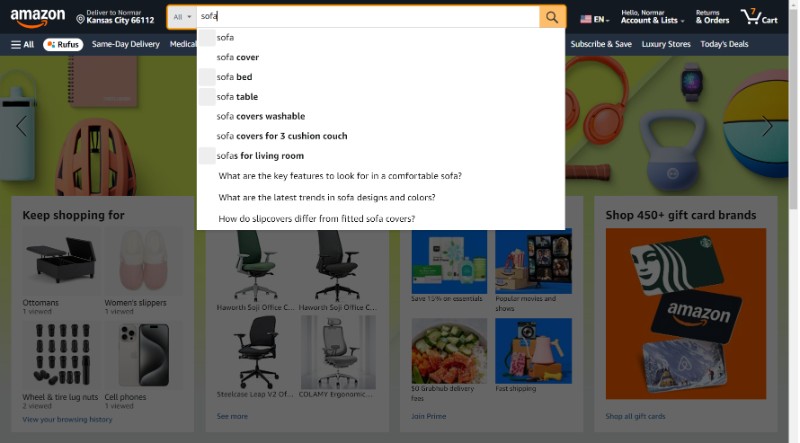 amazon
Deliver to Normar
Kansas City 66112
All
sofa
EN
Hello, Normar
Account & Lists
Returns
& Orders
7
Cart
All
Rufus
Same-Day Delivery
Medical
Subscribe & Save
Luxury Stores
Today's Deals
sofa
sofa cover
sofa bed
sofa table
sofa covers washable
sofa covers for 3 cushion couch
sofas for living room
What are the key features to look for in a comfortable sofa?
What are the latest trends in sofa designs and colors?
How do slipcovers differ from fitted sofa covers?
Keep shopping for
Ottomans
1 viewed
Women's slippers
1 viewed
Wheel & tire lug nuts
2 viewed
Cell phones
1 viewed
View your browsing history
Haworth Soji Office C...
Haworth Soji Office C...
Steelcase Leap V2 Of...
COLAMY Ergonomic ...
See more
Save 15% on essentials
Popular movies and
shows
$0 Grubhub delivery
fees
Fast shipping
Join Prime
Shop 450+ gift card brands
amazon
Shop all gift cards